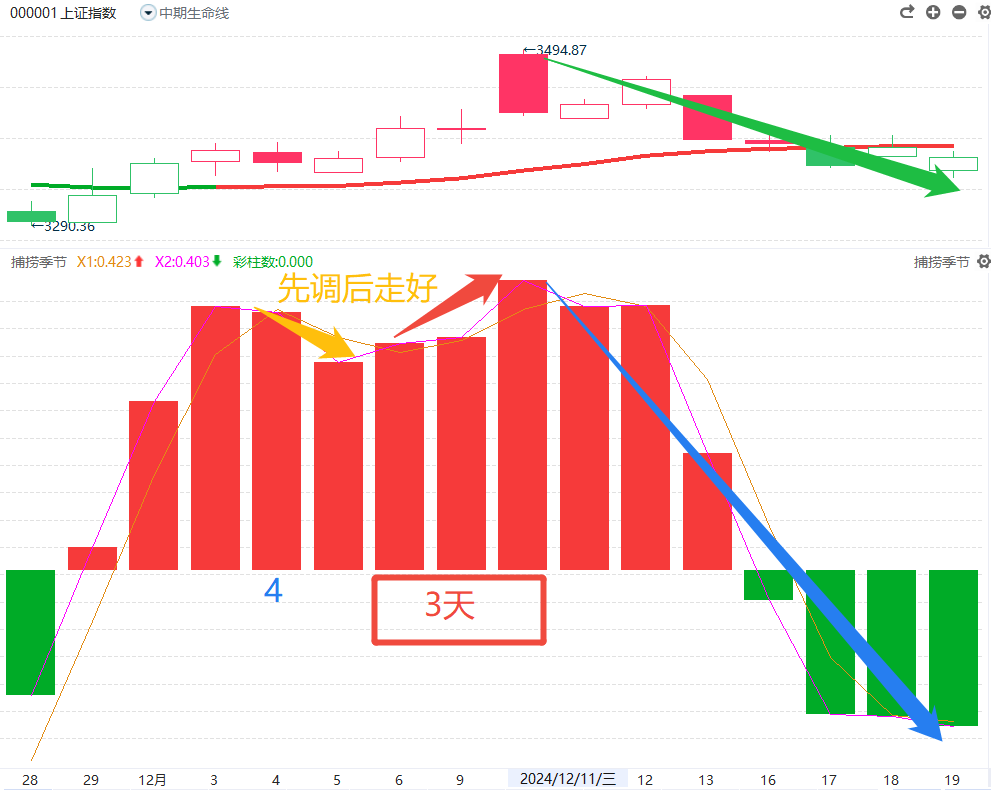 000001 上证指数 中期生命线
←3494.87
←3290.36
捕捞季节 X1:0.423 X2:0.403 彩柱数:0.000 捕捞季节
先调后走好
4
3天
28 29 12月 3 4 5 6 9 2024/12/11/三 12 13 16 17 18 19